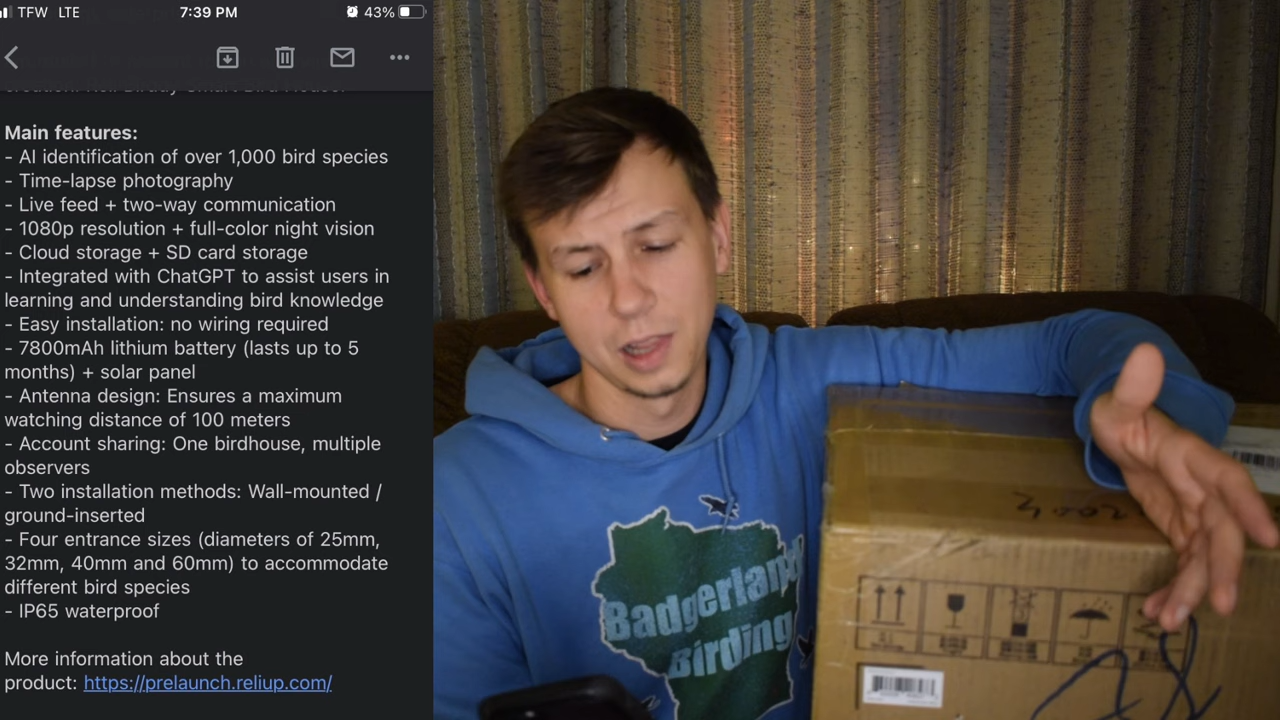 TFW LTE 7:39 PM 43%
Main features:
- AI identification of over 1,000 bird species
- Time-lapse photography
- Live feed + two-way communication
- 1080p resolution + full-color night vision
- Cloud storage + SD card storage
- Integrated with ChatGPT to assist users in
learning and understanding bird knowledge
- Easy installation: no wiring required
- 7800mAh lithium battery (lasts up to 5
months) + solar panel
- Antenna design: Ensures a maximum
watching distance of 100 meters
- Account sharing: One birdhouse, multiple
observers
- Two installation methods: Wall-mounted /
ground-inserted
- Four entrance sizes (diameters of 25mm,
32mm, 40mm and 60mm) to accommodate
different bird species
- IP65 waterproof
More information about the
product: https://prelaunch.reliup.com/
Badgerland
Birding